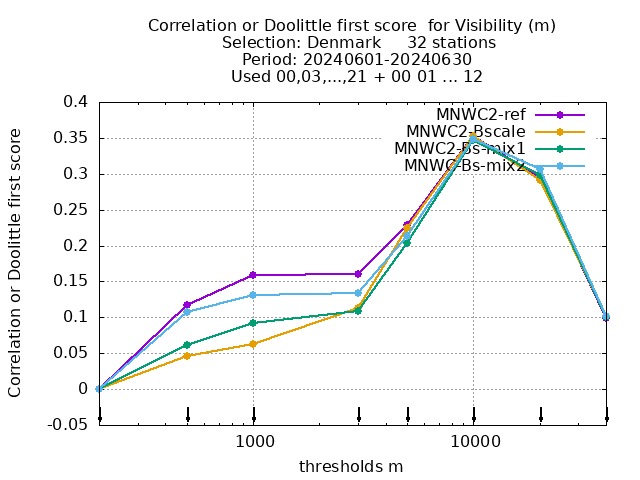 Correlation or Doolittle first score  for Visibility (m)
Selection: Denmark     32 stations
Period: 20240601-20240630
Used 00,03,...,21 + 00 01 ... 12
Correlation or Doolittle first score
0.4
0.35
0.3
0.25
0.2
0.15
0.1
0.05
0
-0.05
MNWC2-ref
MNWC2-Bscale
MNWC2-Bs-mix1
MNWC-Bs-mix2
1000
10000
thresholds m